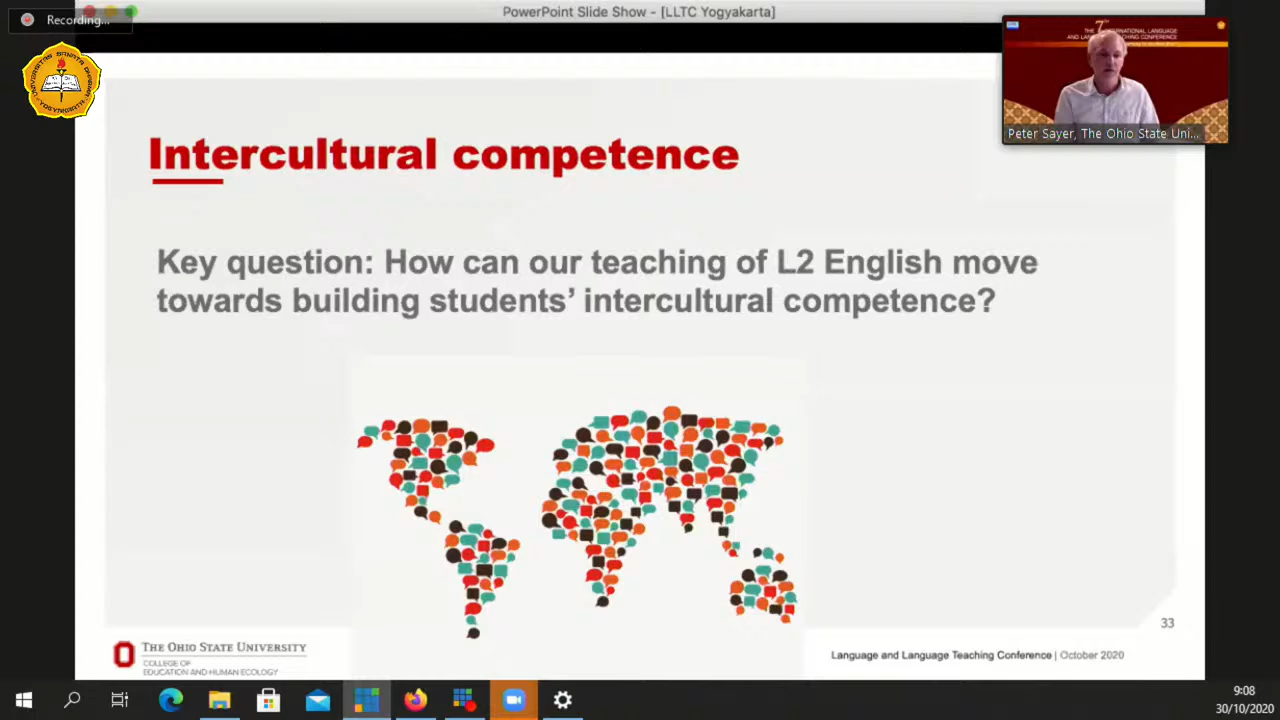 PowerPoint Slide Show - [LLTC Yogyakarta]
Recording...
Intercultural competence
Key question: How can our teaching of L2 English move
towards building students’ intercultural competence?
Peter Sayer, The Ohio State Uni...
33
THE OHIO STATE UNIVERSITY
COLLEGE OF
EDUCATION AND HUMAN ECOLOGY
Language and Language Teaching Conference | October 2020
9:08
30/10/2020